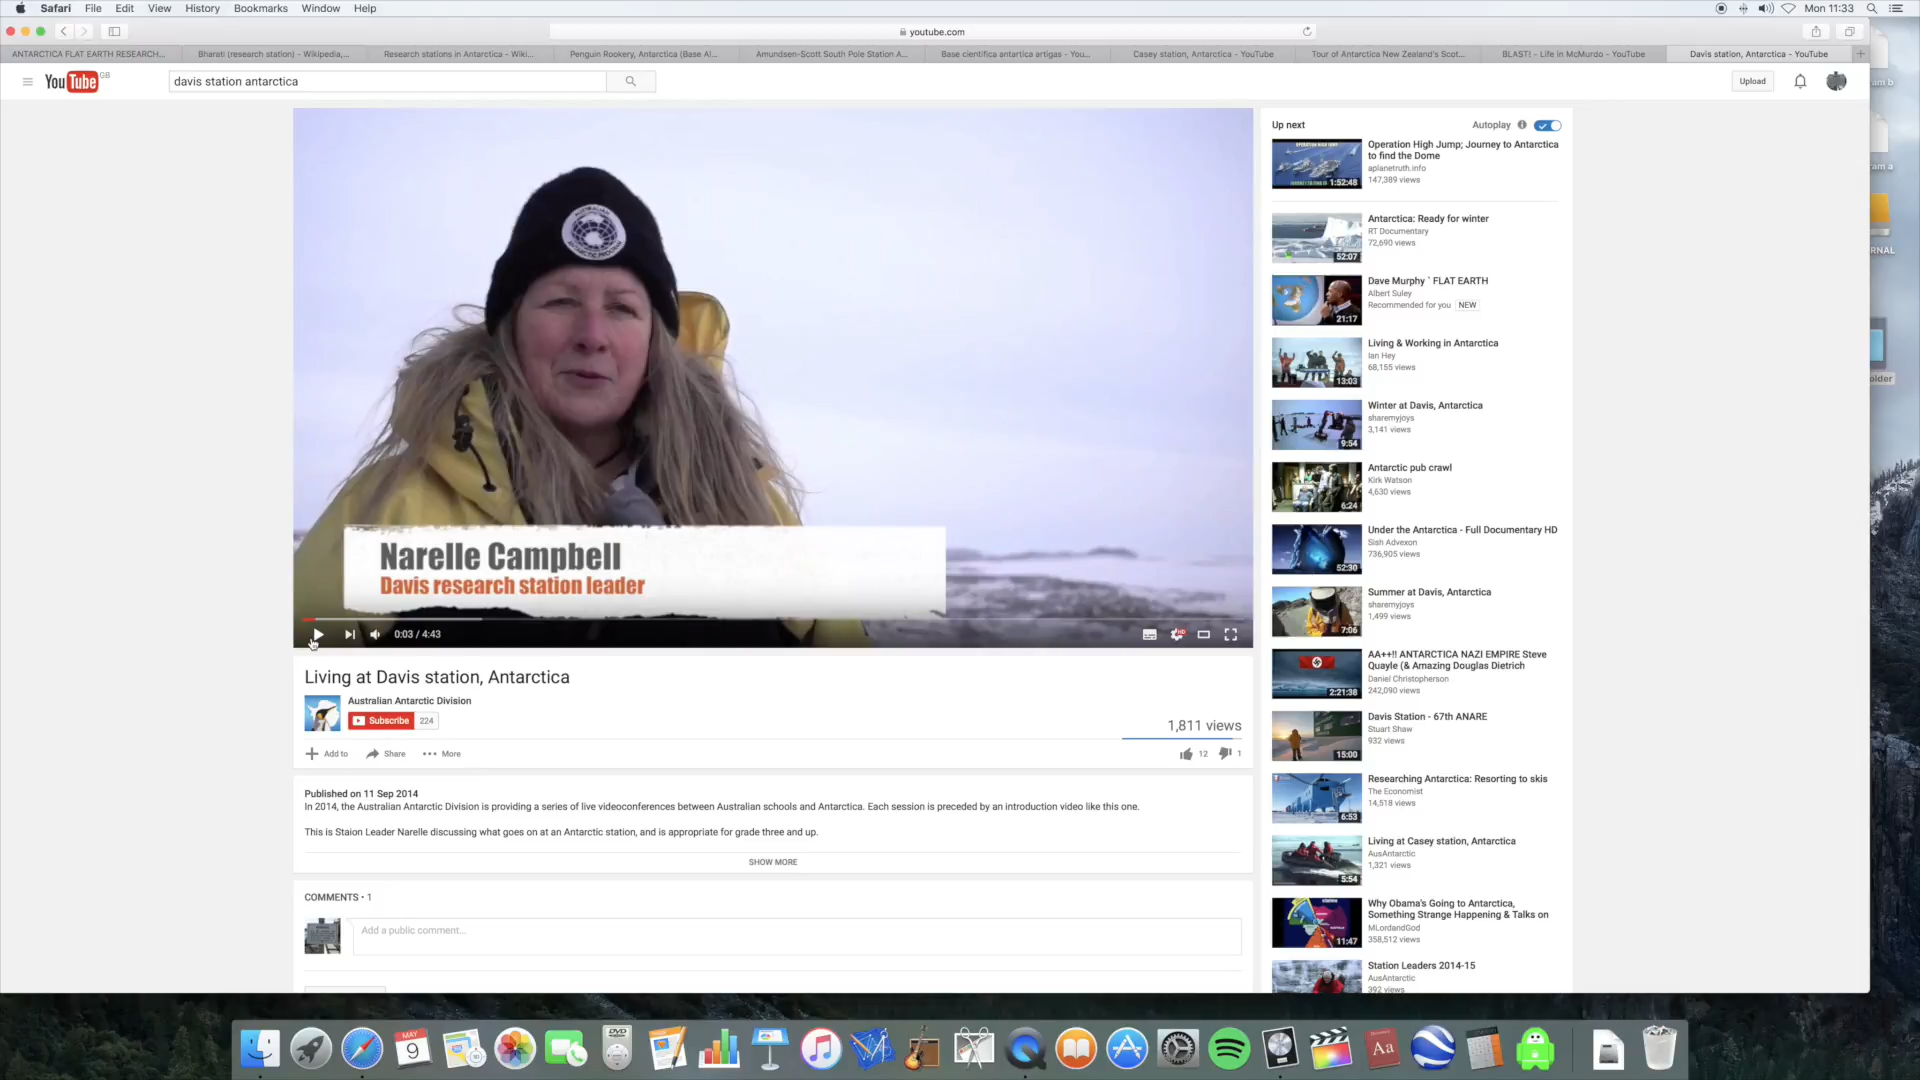 Safari File Edit View History Bookmarks Window Help Mon 11:33
youtube.com
ANTARCTICA FLAT EARTH RESEARCH... Bharati (research station) - Wikipedia,... Research stations in Antarctica - Wiki... Penguin Rookery, Antarctica (Base Al... Amundsen-Scott South Pole Station A... Base cientifica antartica artigas - You... Casey station, Antarctica - YouTube Tour of Antarctica New Zealand's Scot... BLAST! - Life in McMurdo - YouTube Davis station, Antarctica - YouTube
YouTube GB davis station antarctica Upload
Narelle Campbell
Davis research station leader
0:03 / 4:43
Living at Davis station, Antarctica
Australian Antarctic Division
Subscribe 224
1,811 views
Add to Share More 12 1
Published on 11 Sep 2014
In 2014, the Australian Antarctic Division is providing a series of live videoconferences between Australian schools and Antarctica. Each session is preceded by an introduction video like this one.
This is Staion Leader Narelle discussing what goes on at an Antarctic station, and is appropriate for grade three and up.
SHOW MORE
COMMENTS • 1
Add a public comment...
Up next Autoplay
Operation High Jump; Journey to Antarctica
to find the Dome
aplanetruth.info
147,389 views
1:52:48
Antarctica: Ready for winter
RT Documentary
72,690 views
52:07
Dave Murphy ` FLAT EARTH
Albert Suley
Recommended for you NEW
21:17
Living & Working in Antarctica
Ian Hey
68,155 views
13:03
Winter at Davis, Antarctica
sharemyjoys
3,141 views
9:54
Antarctic pub crawl
Kirk Watson
4,630 views
6:24
Under the Antarctica - Full Documentary HD
Sish Advexon
736,905 views
52:30
Summer at Davis, Antarctica
sharemyjoys
1,499 views
7:06
AA++!! ANTARCTICA NAZI EMPIRE Steve
Quayle (& Amazing Douglas Dietrich
Daniel Christopherson
242,090 views
2:21:38
Davis Station - 67th ANARE
Stuart Shaw
932 views
15:00
Researching Antarctica: Resorting to skis
The Economist
14,518 views
6:53
Living at Casey station, Antarctica
AusAntarctic
1,321 views
5:54
Why Obama's Going to Antarctica,
Something Strange Happening & Talks on
MLordandGod
358,512 views
11:47
Station Leaders 2014-15
AusAntarctic
392 views
MAY
9
DVD
Aa